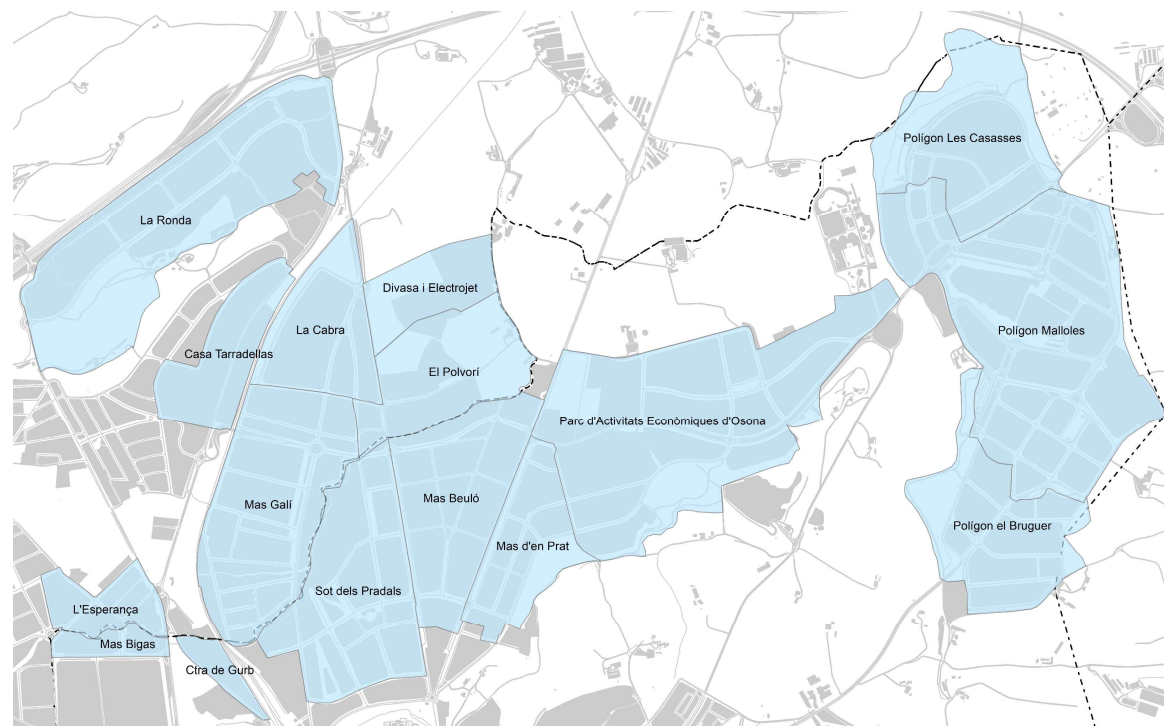 Polígon Les Casasses
La Ronda
Divasa i Electrojet
La Cabra
Polígon Malloles
Casa Tarradellas
El Polvorí
Parc d'Activitats Econòmiques d'Osona
Mas Galí
Mas Beuló
Polígon el Bruguer
Mas d'en Prat
Sot dels Pradals
L'Esperança
Mas Bigas
Ctra de Gurb